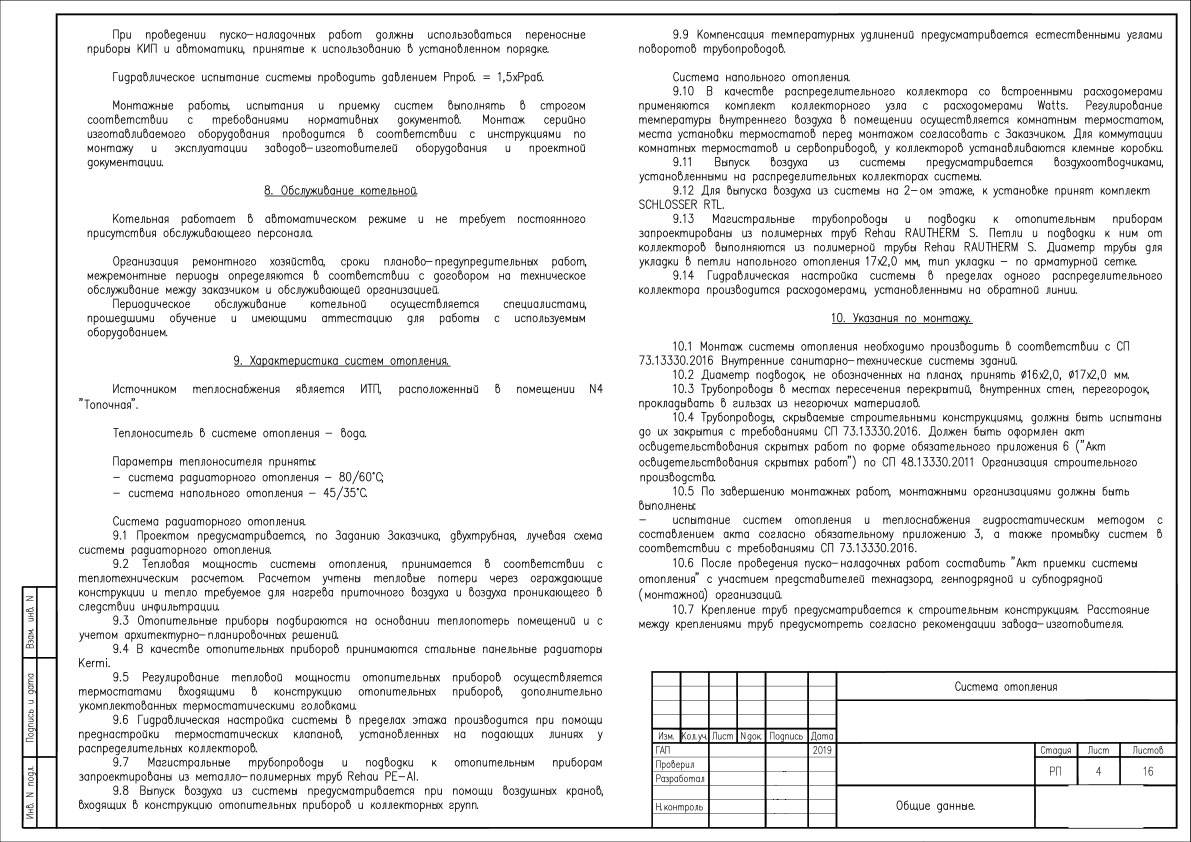 При проведении пуско-наладочных работ должны использоваться переносные
приборы КИП и автоматики, принятые к использованию в установленном порядке.
Гидравлическое испытание системы проводить давлением Рпроб. = 1,5хРраб.
Монтажные работы, испытания и приемку систем выполнять в строгом
соответствии с требованиями нормативных документов. Монтаж серийно
изготавливаемого оборудования проводится в соответствии с инструкциями по
монтажу и эксплуатации заводов-изготовителей оборудования и проектной
документации.
8. Обслуживание котельной.
Котельная работает в автоматическом режиме и не требует постоянного
присутствия обслуживающего персонала.
Организация ремонтного хозяйства, сроки планово-предупредительных работ,
межремонтные периоды определяются в соответствии с договором на техническое
обслуживание между заказчиком и обслуживающей организацией.
Периодическое обслуживание котельной осуществляется специалистами,
прошедшими обучение и имеющими аттестацию для работы с используемым
оборудованием.
9. Характеристика систем отопления.
Источником теплоснабжения является ИТП, расположенный в помещении N4
"Топочная".
Теплоноситель в системе отопления – вода.
Параметры теплоносителя приняты:
– система радиаторного отопления – 80/60°С;
– система напольного отопления – 45/35°С.
Система радиаторного отопления.
9.1 Проектом предусматривается, по Заданию Заказчика, двухтрубная, лучевая схема
системы радиаторного отопления.
9.2 Тепловая мощность системы отопления, принимается в соответствии с
теплотехническим расчетом. Расчетом учтены тепловые потери через ограждающие
конструкции и тепло требуемое для нагрева приточного воздуха и воздуха проникающего в
следствии инфильтрации.
9.3 Отопительные приборы подбираются на основании теплопотерь помещений и с
учетом архитектурно-планировочных решений.
9.4 В качестве отопительных приборов принимаются стальные панельные радиаторы
Kermi.
9.5 Регулирование тепловой мощности отопительных приборов осуществляется
термостатами входящими в конструкцию отопительных приборов, дополнительно
укомплектованных термостатическими головками.
9.6 Гидравлическая настройка системы в пределах этажа производится при помощи
преднастройки термостатических клапанов, установленных на подающих линиях у
распределительных коллекторов.
9.7 Магистральные трубопроводы и подводки к отопительным приборам
запроектированы из металло-полимерных труб Rehau PE-Al.
9.8 Выпуск воздуха из системы предусматривается при помощи воздушных кранов,
входящих в конструкцию отопительных приборов и коллекторных групп.
9.9 Компенсация температурных удлинений предусматривается естественными углами
поворотов трубопроводов.
Система напольного отопления.
9.10 В качестве распределительного коллектора со встроенными расходомерами
применяются комплект коллекторного узла с расходомерами Watts. Регулирование
температуры внутреннего воздуха в помещении осуществляется комнатным термостатом,
места установки термостатов перед монтажом согласовать с Заказчиком. Для коммутации
комнатных термостатов и сервоприводов, у коллекторов устанавливаются клемные коробки.
9.11 Выпуск воздуха из системы предусматривается воздухоотводчиками,
установленными на распределительных коллекторах системы.
9.12 Для выпуска воздуха из системы на 2-ом этаже, к установке принят комплект
SCHLOSSER RTL.
9.13 Магистральные трубопроводы и подводки к отопительным приборам
запроектированы из полимерных труб Rehau RAUTHERM S. Петли и подводки к ним от
коллекторов выполняются из полимерной трубы Rehau RAUTHERM S. Диаметр трубы для
укладки в петли напольного отопления 17х2,0 мм, тип укладки – по арматурной сетке.
9.14 Гидравлическая настройка системы в пределах одного распределительного
коллектора производится расходомерами, установленными на обратной линии.
10. Указания по монтажу.
10.1 Монтаж системы отопления необходимо производить в соответствии с СП
73.13330.2016 Внутренние санитарно-технические системы зданий.
10.2 Диаметр подводок, не обозначенных на планах, принять ø16х2,0, ø17х2,0 мм.
10.3 Трубопроводы в местах пересечения перекрытий, внутренних стен, перегородок,
прокладывать в гильзах из негорючих материалов.
10.4 Трубопроводы, скрываемые строительными конструкциями, должны быть испытаны
до их закрытия с требованиями СП 73.13330.2016. Должен быть оформлен акт
освидетельствования скрытых работ по форме обязательного приложения 6 ("Акт
освидетельствования скрытых работ") по СП 48.13330.2011 Организация строительного
производства.
10.5 По завершению монтажных работ, монтажными организациями должны быть
выполнены:
– испытание систем отопления и теплоснабжения гидростатическим методом с
составлением акта согласно обязательному приложению 3, а также промывку систем в
соответствии с требованиями СП 73.13330.2016.
10.6 После проведения пуско-наладочных работ составить "Акт приемки системы
отопления" с участием представителей технадзора, генподрядной и субподрядной
(монтажной) организаций.
10.7 Крепление труб предусматривается к строительным конструкциям. Расстояние
между креплениями труб предусмотреть согласно рекомендации завода-изготовителя.
Взам. инв. N
Подпись и дата
Инв. N подл.
Система отопления
Изм. Кол.уч. Лист Nдок. Подпись Дата
ГАП 2019
Проверил
Разработал
Н.контроль
Стадия Лист Листов
РП 4 16
Общие данные.